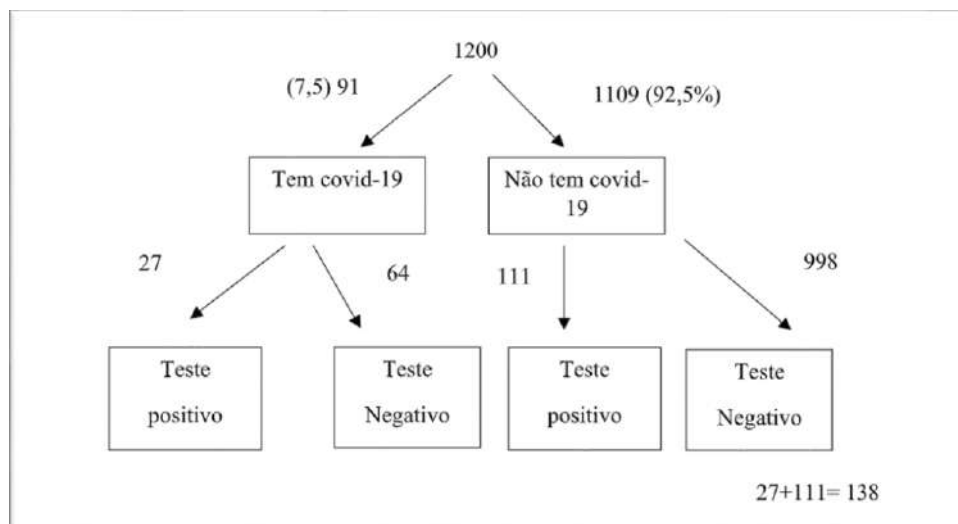 1200
(7,5) 91
1109 (92,5%)
Tem covid-19
Não tem covid-
19
27
64
111
998
Teste
positivo
Teste
Negativo
Teste
positivo
Teste
Negativo
27+111= 138